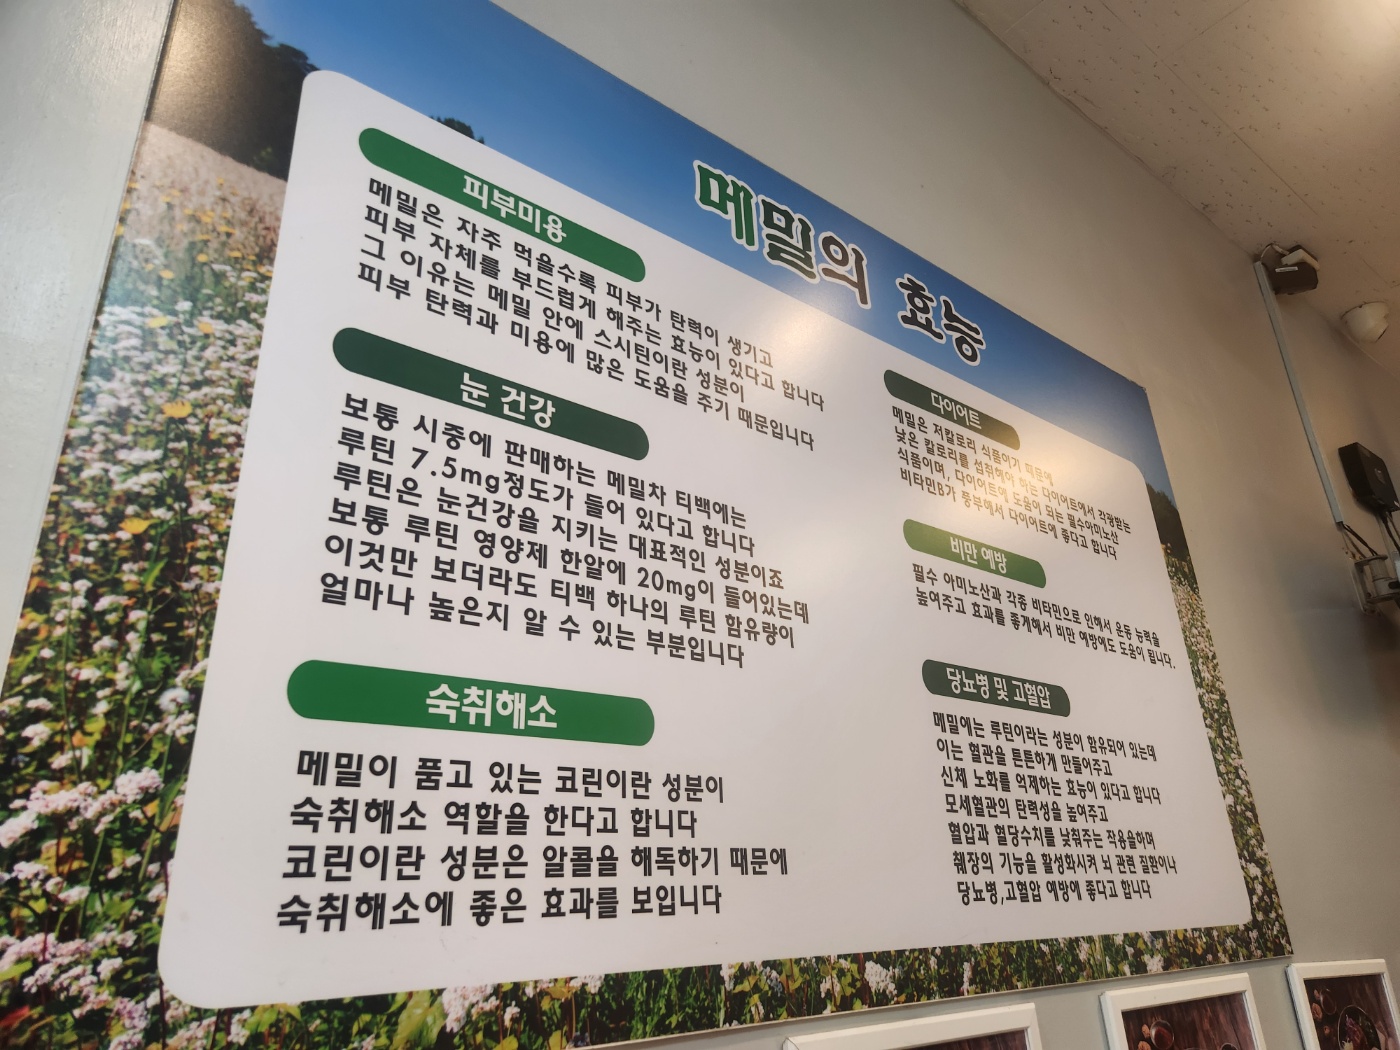 메밀의 효능
피부미용
메밀은 자주 먹을수록 피부가 탄력이 생기고
피부 자체를 부드럽게 해주는 효능이 있다고 합니다
그 이유는 메밀 안에 스시틴이란 성분이
피부 탄력과 미용에 많은 도움을 주기 때문입니다
눈 건강
보통 시중에 판매하는 메밀차 티백에는
루틴 7.5mg정도가 들어 있다고 합니다
루틴은 눈건강을 지키는 대표적인 성분이죠
보통 루틴 영양제 한알에 20mg이 들어있는데
이것만 보더라도 티백 하나의 루틴 함유량이
얼마나 높은지 알 수 있는 부분입니다
숙취해소
메밀이 품고 있는 코린이란 성분이
숙취해소 역할을 한다고 합니다
코린이란 성분은 알콜을 해독하기 때문에
숙취해소에 좋은 효과를 보입니다
다이어트
메밀은 저칼로리 식품이기 때문에
낮은 칼로리를 섭취해야 하는 다이어트에서 각광받는
식품이며, 다이어트에 도움이 되는 필수아미노산
비타민B가 풍부해서 다이어트에 좋다고 합니다
비만 예방
필수 아미노산과 각종 비타민으로 인해서 운동 능력을
높여주고 효과를 좋게해서 비만 예방에도 도움이 됩니다.
당뇨병 및 고혈압
메밀에는 루틴이라는 성분이 함유되어 있는데
이는 혈관을 튼튼하게 만들어주고
신체 노화를 억제하는 효능이 있다고 합니다
모세혈관의 탄력성을 높여주고
혈압과 혈당수치를 낮춰주는 작용을하며
췌장의 기능을 활성화시켜 뇌 관련 질환이나
당뇨병,고혈압 예방에 좋다고 합니다